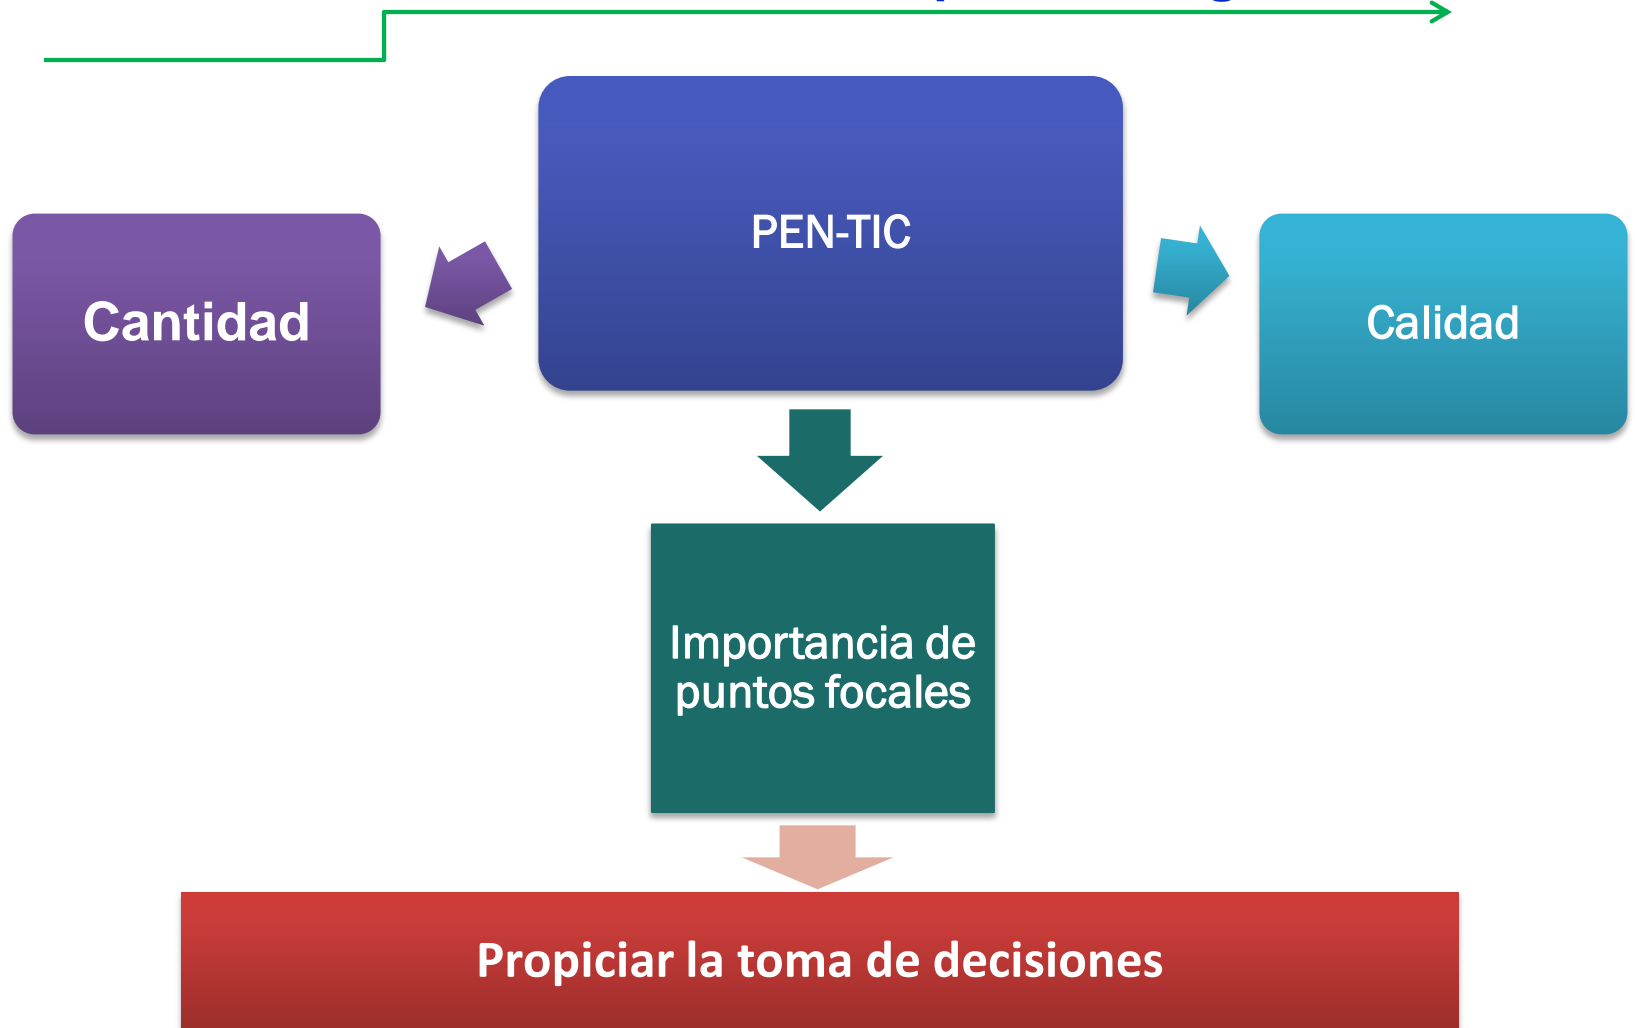 PEN-TIC
Cantidad
Calidad
Importancia de
puntos focales
Propiciar la toma de decisiones